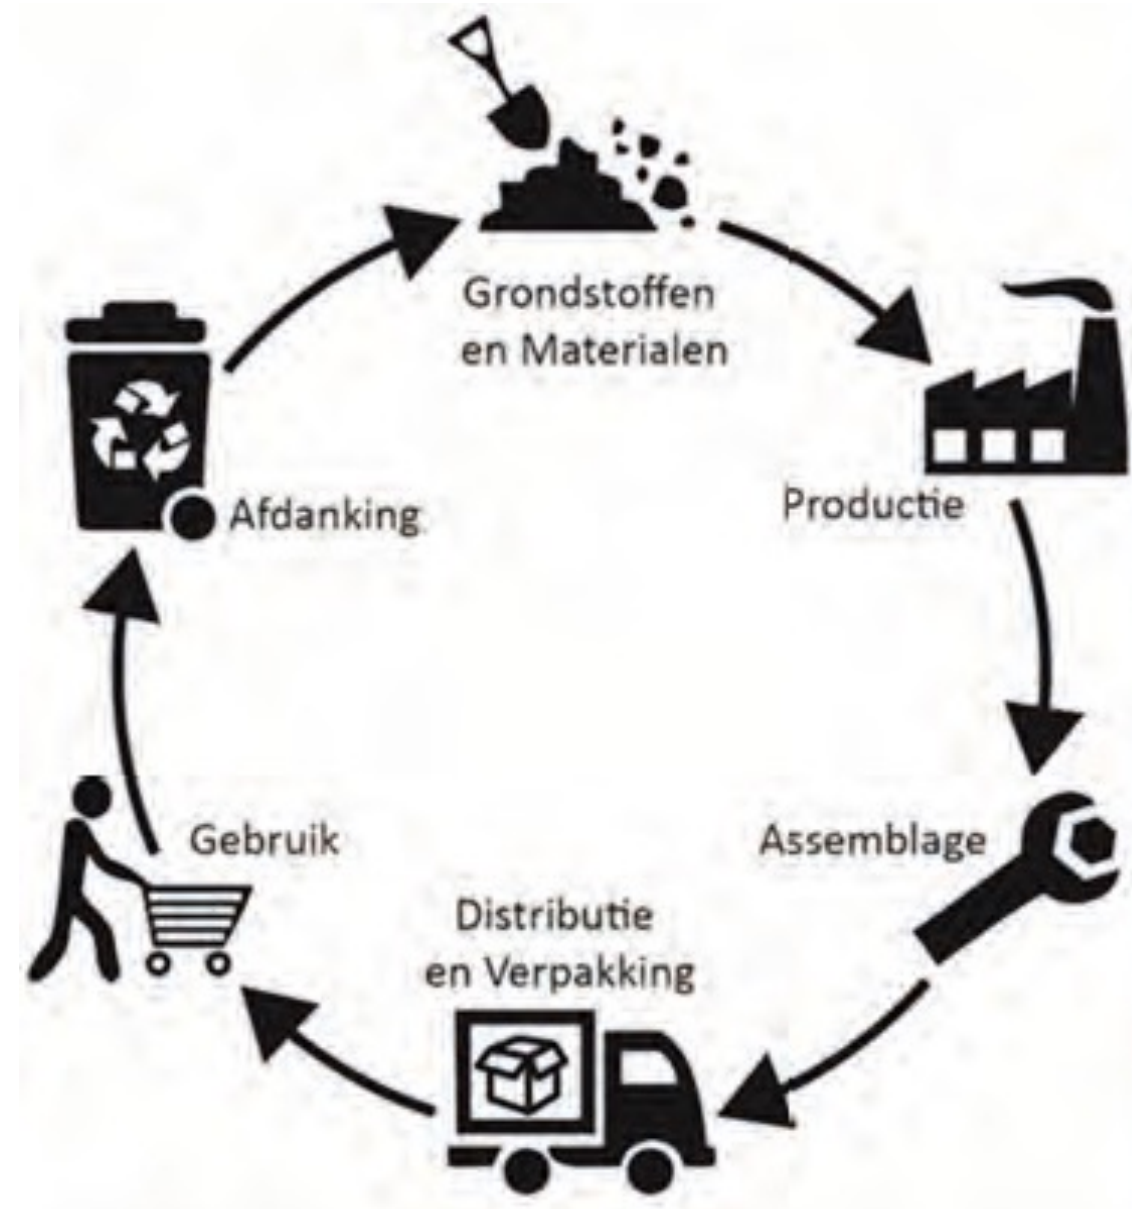 Grondstoffen
en Materialen
Productie
Assemblage
Distributie
en Verpakking
Gebruik
Afdanking